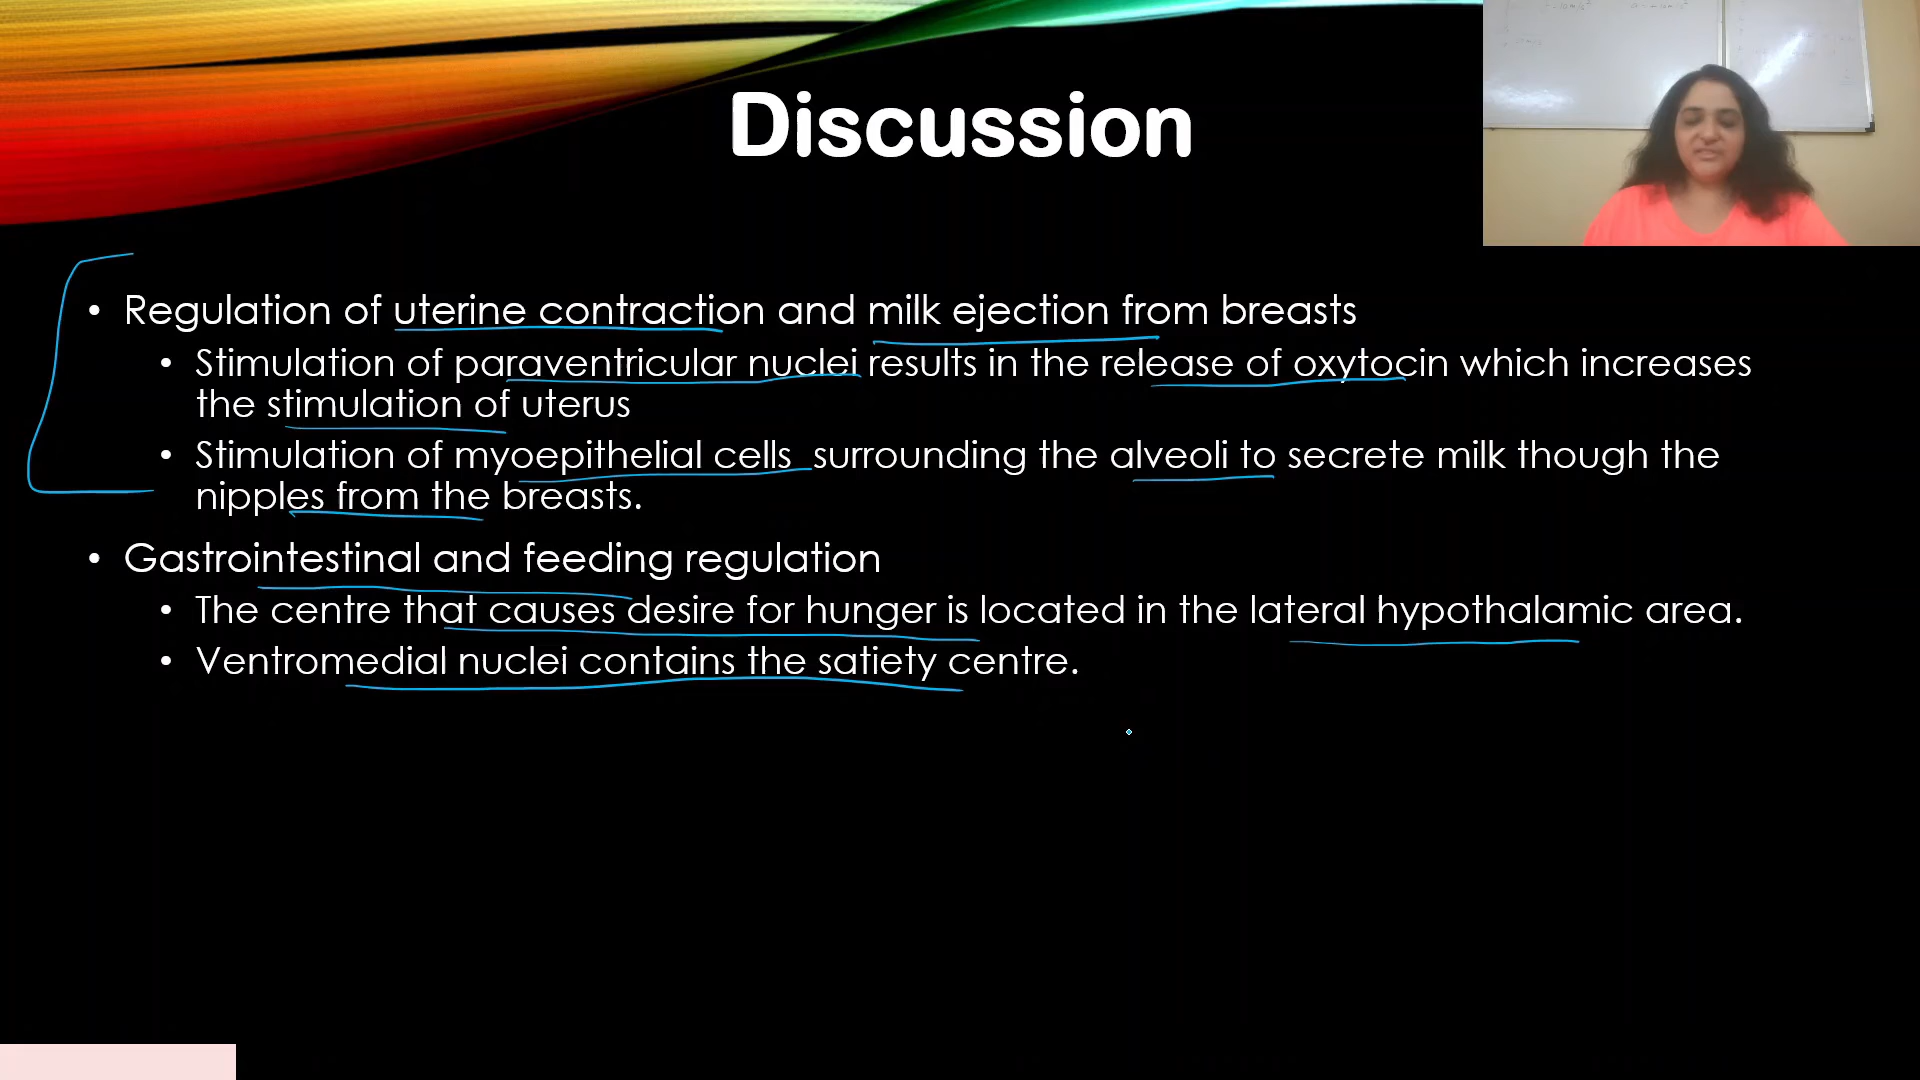 Discussion
• Regulation of uterine contraction and milk ejection from breasts
• Stimulation of paraventricular nuclei results in the release of oxytocin which increases
the stimulation of uterus
• Stimulation of myoepithelial cells surrounding the alveoli to secrete milk though the
nipples from the breasts.
• Gastrointestinal and feeding regulation
• The centre that causes desire for hunger is located in the lateral hypothalamic area.
• Ventromedial nuclei contains the satiety centre.